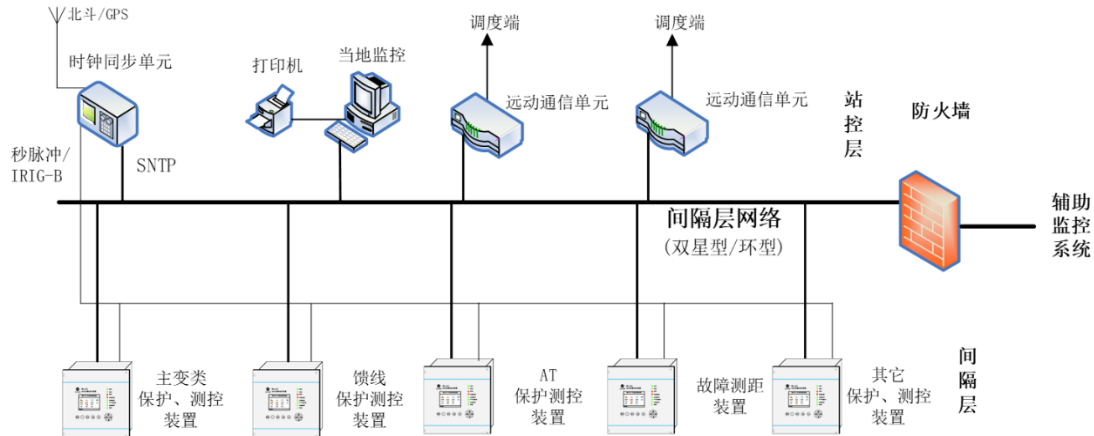 北斗/GPS
时钟同步单元
打印机
当地监控
调度端
调度端
远动通信单元
远动通信单元
站
控
层
防火墙
秒脉冲/
IRIG-B
SNTP
间隔层网络
(双星型/环型)
辅助
监控
系统
主变类
保护、测控
装置
馈线
保护测控
装置
AT
保护测控
装置
故障测距
装置
其它
保护、测控
装置
间
隔
层